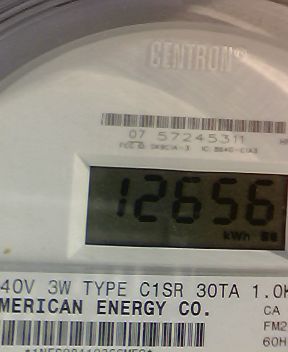 CENTRON®
07 57245311
12656
kWh
40V 3W TYPE C1SR 30TA 1.0K
MERICAN ENERGY CO.
CA
FM2
60H